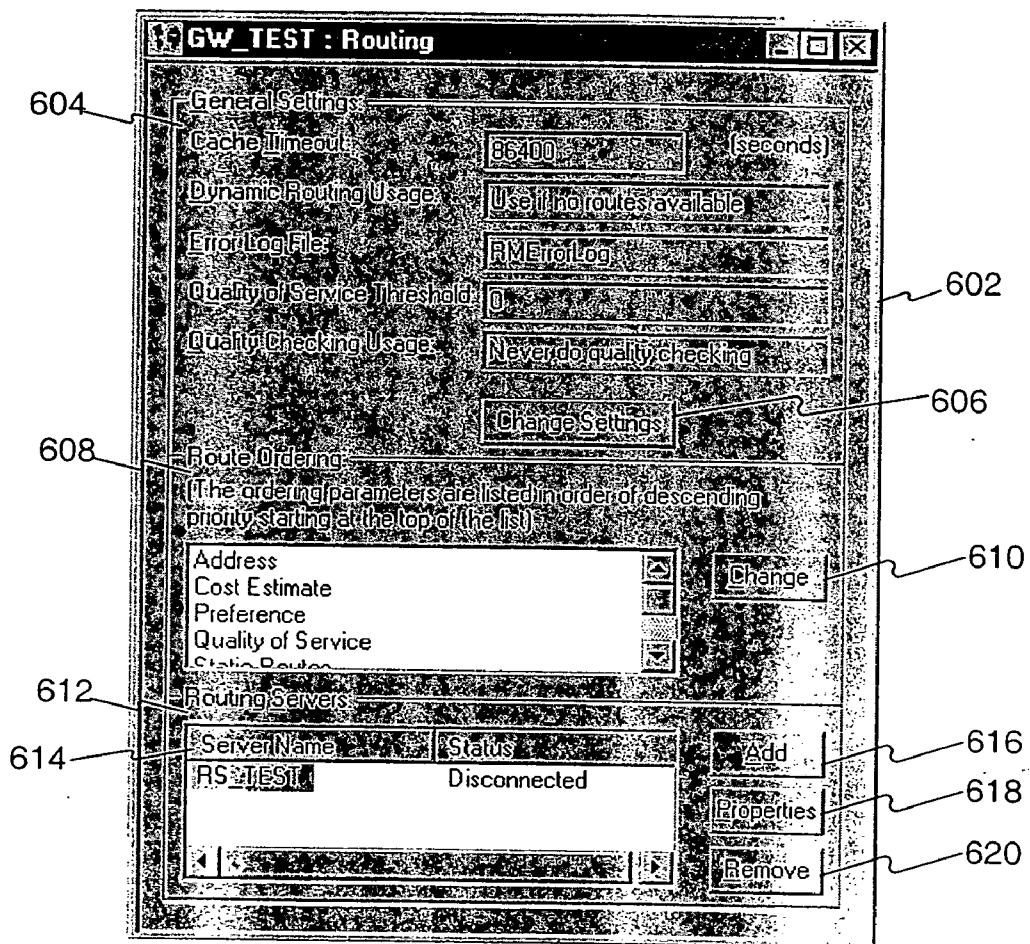 GW_TEST : Routing
604
General Settings:
Cache Timeout: 86400 (seconds)
Dynamic Routing Usage: Use if no routes available
Error Log File: RMErrorLog
Quality of Service Threshold: 0
602
Quality Checking Usage: Never do quality checking
Change Settings
606
608
Route Ordering:
(The ordering parameters are listed in order of descending
priority starting at the top of the list)
Address
Cost Estimate
Preference
Quality of Service
Static Routes
Change
610
612
Routing Servers:
614
Server Name Status
RS_TEST Disconnected
Add
616
Properties
618
Remove
620